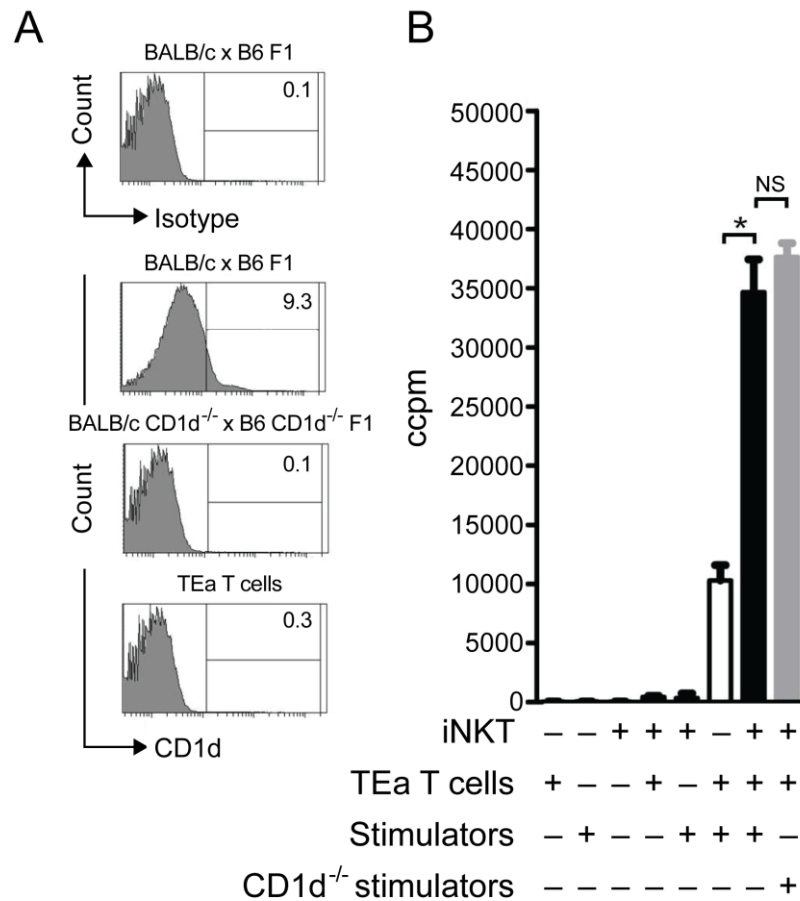 A
BALB/c x B6 F1
0.1
Count
Isotype
BALB/c x B6 F1
9.3
BALB/c CD1d-/- x B6 CD1d-/- F1
0.1
Count
TEa T cells
0.3
CD1d
B
50000
45000
40000
35000
30000
25000
20000
15000
10000
5000
0
ccpm
NS
*
iNKT – – + + + – + +
TEa T cells + – – + – + + +
Stimulators – + – – + + + –
CD1d-/- stimulators – – – – – – – +